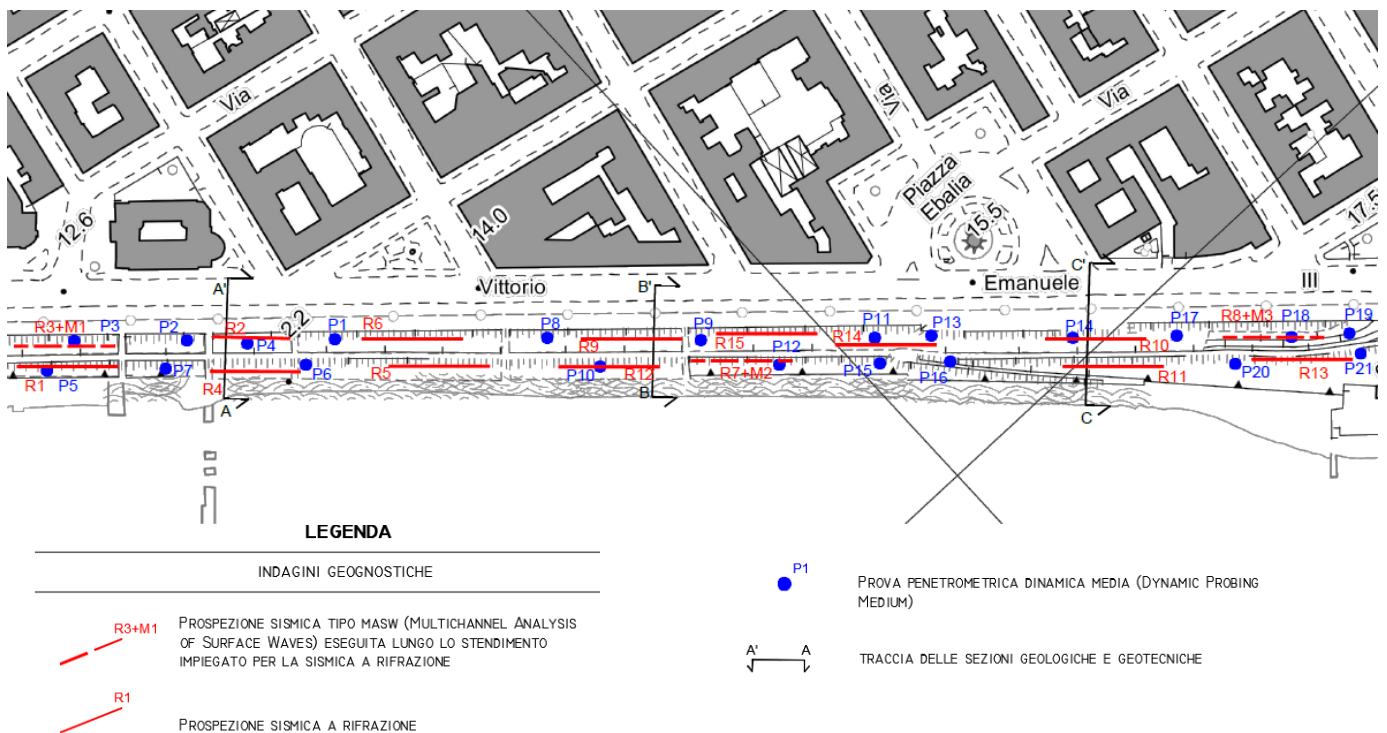 Via
Via
Via
12.6
14.0
Piazza
Ebalia
15.5
17.5
B
A'
B'
C'
Vittorio
Emanuele
III
2.2
R3+M1
P3
P2
R2
P4
P1
R6
P8
R9
P9
R15
P11
R14
P13
P14
R10
P17
R8+M3
P18
P19
R1
P5
P7
R4
P6
R5
P10
R12
R7+M2
P12
P15
P16
R11
P20
R13
P21
A
B
C
LEGENDA
INDAGINI GEOGNOSTICHE
R3+M1
PROSPEZIONE SISMICA TIPO MASW (MULTICHANNEL ANALYSIS
OF SURFACE WAVES) ESEGUITA LUNGO LO STENDIMENTO
IMPIEGATO PER LA SISMICA A RIFRAZIONE
R1
PROSPEZIONE SISMICA A RIFRAZIONE
P1
PROVA PENETROMETRICA DINAMICA MEDIA (DYNAMIC PROBING
MEDIUM)
A' A
TRACCIA DELLE SEZIONI GEOLOGICHE E GEOTECNICHE